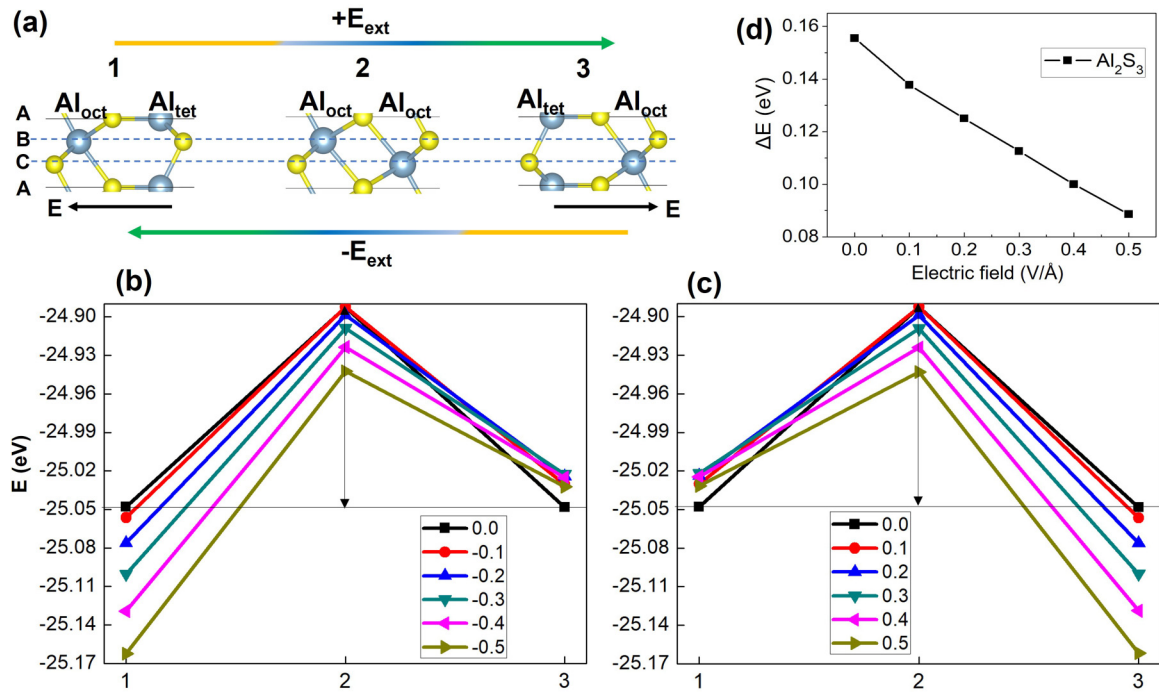 (a)
+E_ext
1 2 3
Al_oct Al_tet Al_oct Al_oct Al_tet Al_oct
A
B
C
A
E E
-E_ext
(d)
0.16
0.14
0.12
0.10
0.08
ΔE (eV)
Al₂S₃
0.0 0.1 0.2 0.3 0.4 0.5
Electric field (V/Å)
(b)
-24.90
-24.93
-24.96
-24.99
-25.02
-25.05
-25.08
-25.11
-25.14
-25.17
E (eV)
0.0
-0.1
-0.2
-0.3
-0.4
-0.5
1 2 3
(c)
-24.90
-24.93
-24.96
-24.99
-25.02
-25.05
-25.08
-25.11
-25.14
-25.17
0.0
0.1
0.2
0.3
0.4
0.5
1 2 3